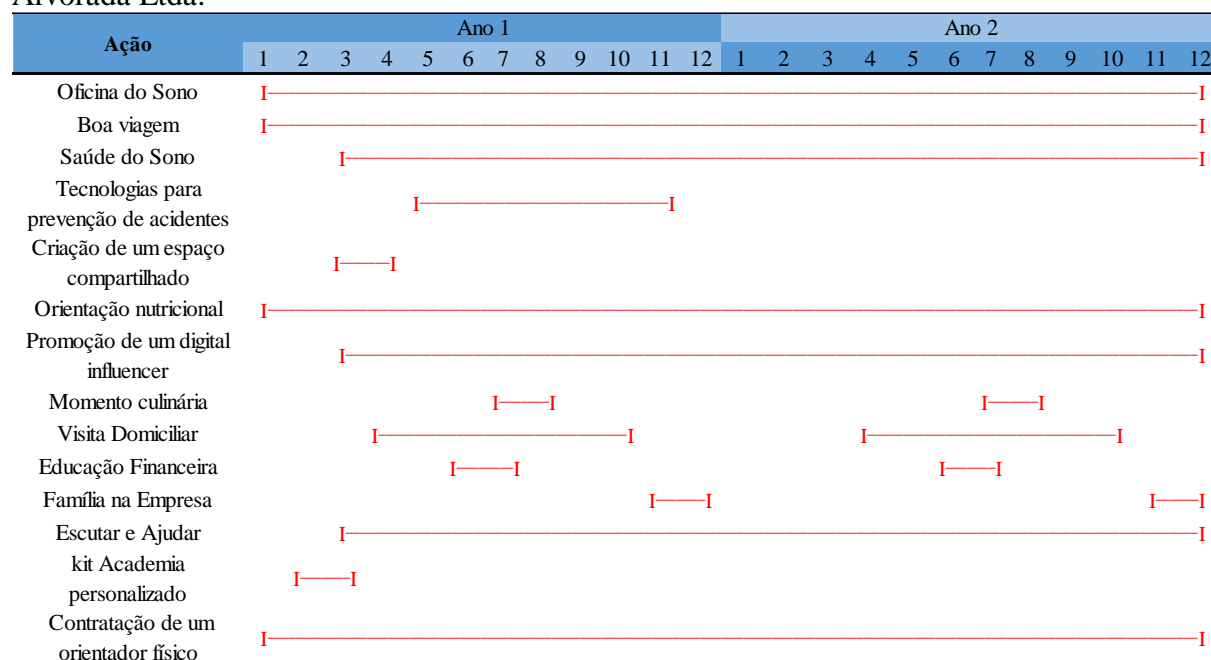 Alvorada Ltda.
Ação Ano 1 Ano 2
1 2 3 4 5 6 7 8 9 10 11 12 1 2 3 4 5 6 7 8 9 10 11 12
Oficina do Sono
Boa viagem
Saúde do Sono
Tecnologias para
prevenção de acidentes
Criação de um espaço
compartilhado
Orientação nutricional
Promoção de um digital
influencer
Momento culinária
Visita Domiciliar
Educação Financeira
Família na Empresa
Escutar e Ajudar
kit Academia
personalizado
Contratação de um
orientador físico